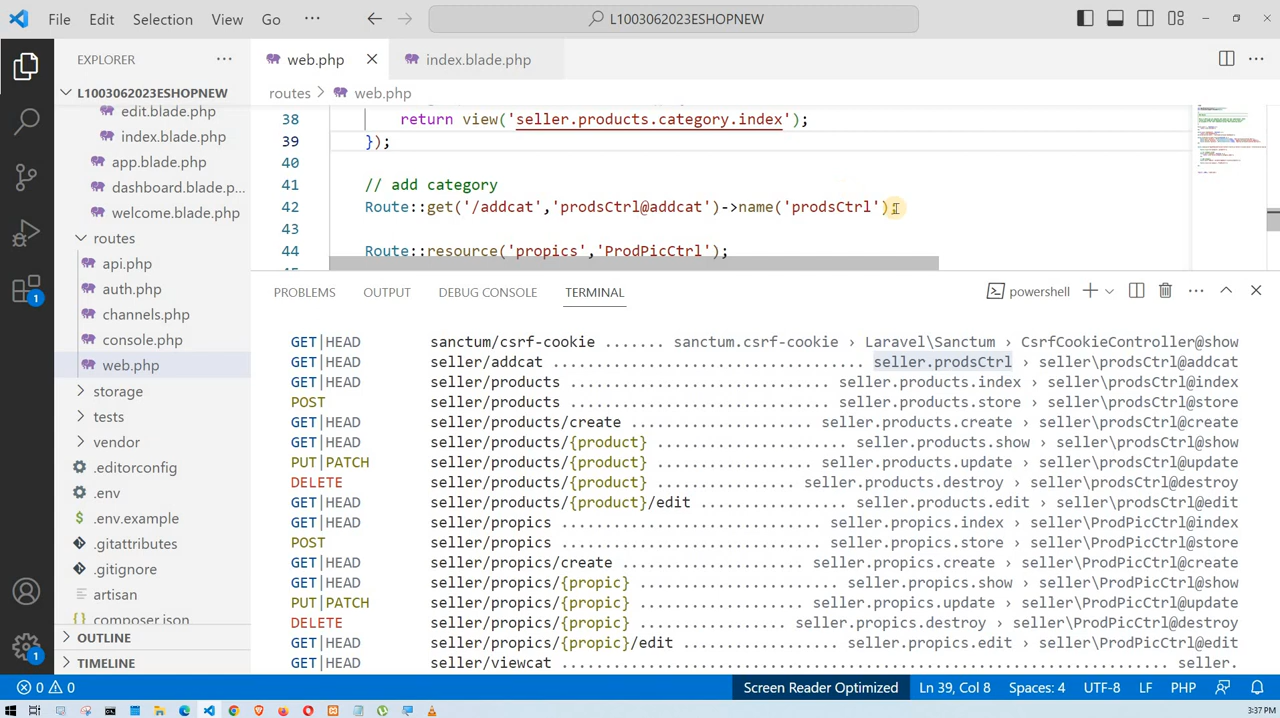 File Edit Selection View Go ··· L1003062023ESHOPNEW
EXPLORER ···
web.php index.blade.php ···
L1003062023ESHOPNEW
routes > web.php
edit.blade.php
index.blade.php
app.blade.php
dashboard.blade.p...
welcome.blade.php
routes
api.php
auth.php
channels.php
console.php
web.php
storage
tests
vendor
.editorconfig
.env
.env.example
.gitattributes
.gitignore
artisan
composer.json
OUTLINE
TIMELINE
1
1
38 return view('seller.products.category.index');
39 });
40
41 // add category
42 Route::get('/addcat','prodsCtrl@addcat')->name('prodsCtrl');
43
44 Route::resource('propics','ProdPicCtrl');
PROBLEMS OUTPUT DEBUG CONSOLE TERMINAL powershell ···
GET|HEAD sanctum/csrf-cookie ....... sanctum.csrf-cookie › Laravel\Sanctum › CsrfCookieController@show
GET|HEAD seller/addcat .................................... seller.prodsCtrl › seller\prodsCtrl@addcat
GET|HEAD seller/products .............................. seller.products.index › seller\prodsCtrl@index
POST seller/products .............................. seller.products.store › seller\prodsCtrl@store
GET|HEAD seller/products/create ...................... seller.products.create › seller\prodsCtrl@create
GET|HEAD seller/products/{product} ...................... seller.products.show › seller\prodsCtrl@show
PUT|PATCH seller/products/{product} .................. seller.products.update › seller\prodsCtrl@update
DELETE seller/products/{product} ................ seller.products.destroy › seller\prodsCtrl@destroy
GET|HEAD seller/products/{product}/edit ................. seller.products.edit › seller\prodsCtrl@edit
GET|HEAD seller/propics ............................. seller.propics.index › seller\ProdPicCtrl@index
POST seller/propics ............................. seller.propics.store › seller\ProdPicCtrl@store
GET|HEAD seller/propics/create ..................... seller.propics.create › seller\ProdPicCtrl@create
GET|HEAD seller/propics/{propic} ...................... seller.propics.show › seller\ProdPicCtrl@show
PUT|PATCH seller/propics/{propic} ................... seller.propics.update › seller\ProdPicCtrl@update
DELETE seller/propics/{propic} ................. seller.propics.destroy › seller\ProdPicCtrl@destroy
GET|HEAD seller/propics/{propic}/edit ................. seller.propics.edit › seller\ProdPicCtrl@edit
GET|HEAD seller/viewcat ....................................................................... seller.
0 0 Screen Reader Optimized Ln 39, Col 8 Spaces: 4 UTF-8 LF PHP
3:37 PM